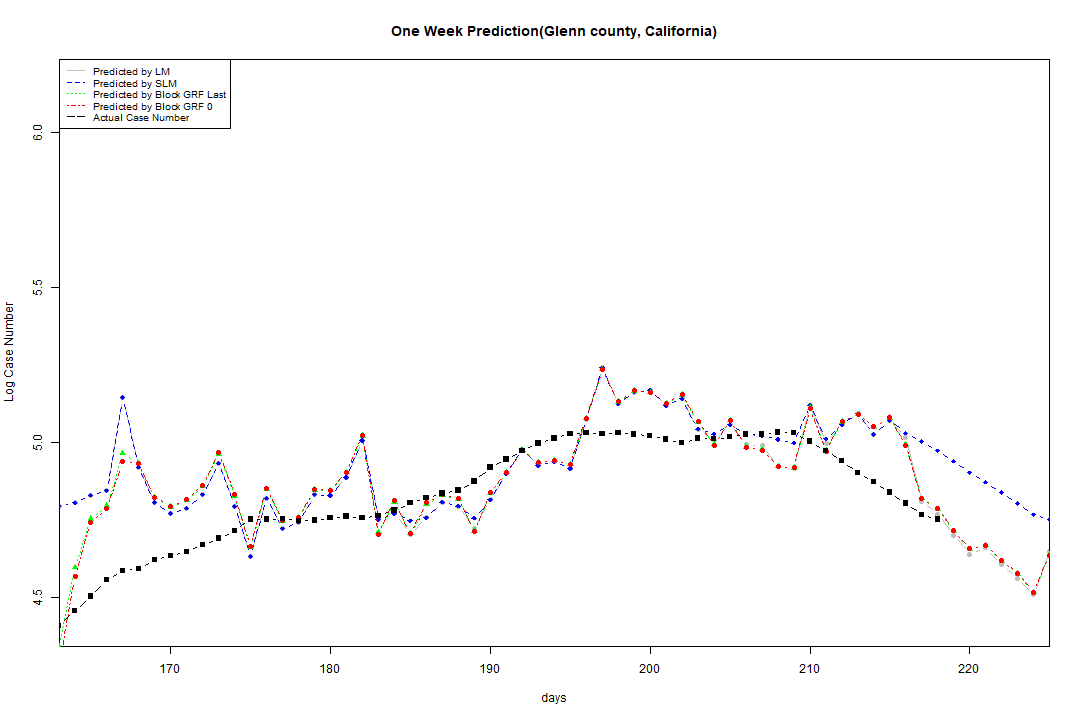 One Week Prediction(Glenn county, California)
Predicted by LM
Predicted by SLM
Predicted by Block GRF Last
Predicted by Block GRF 0
Actual Case Number
6.0
5.5
5.0
4.5
Log Case Number
170 180 190 200 210 220
days